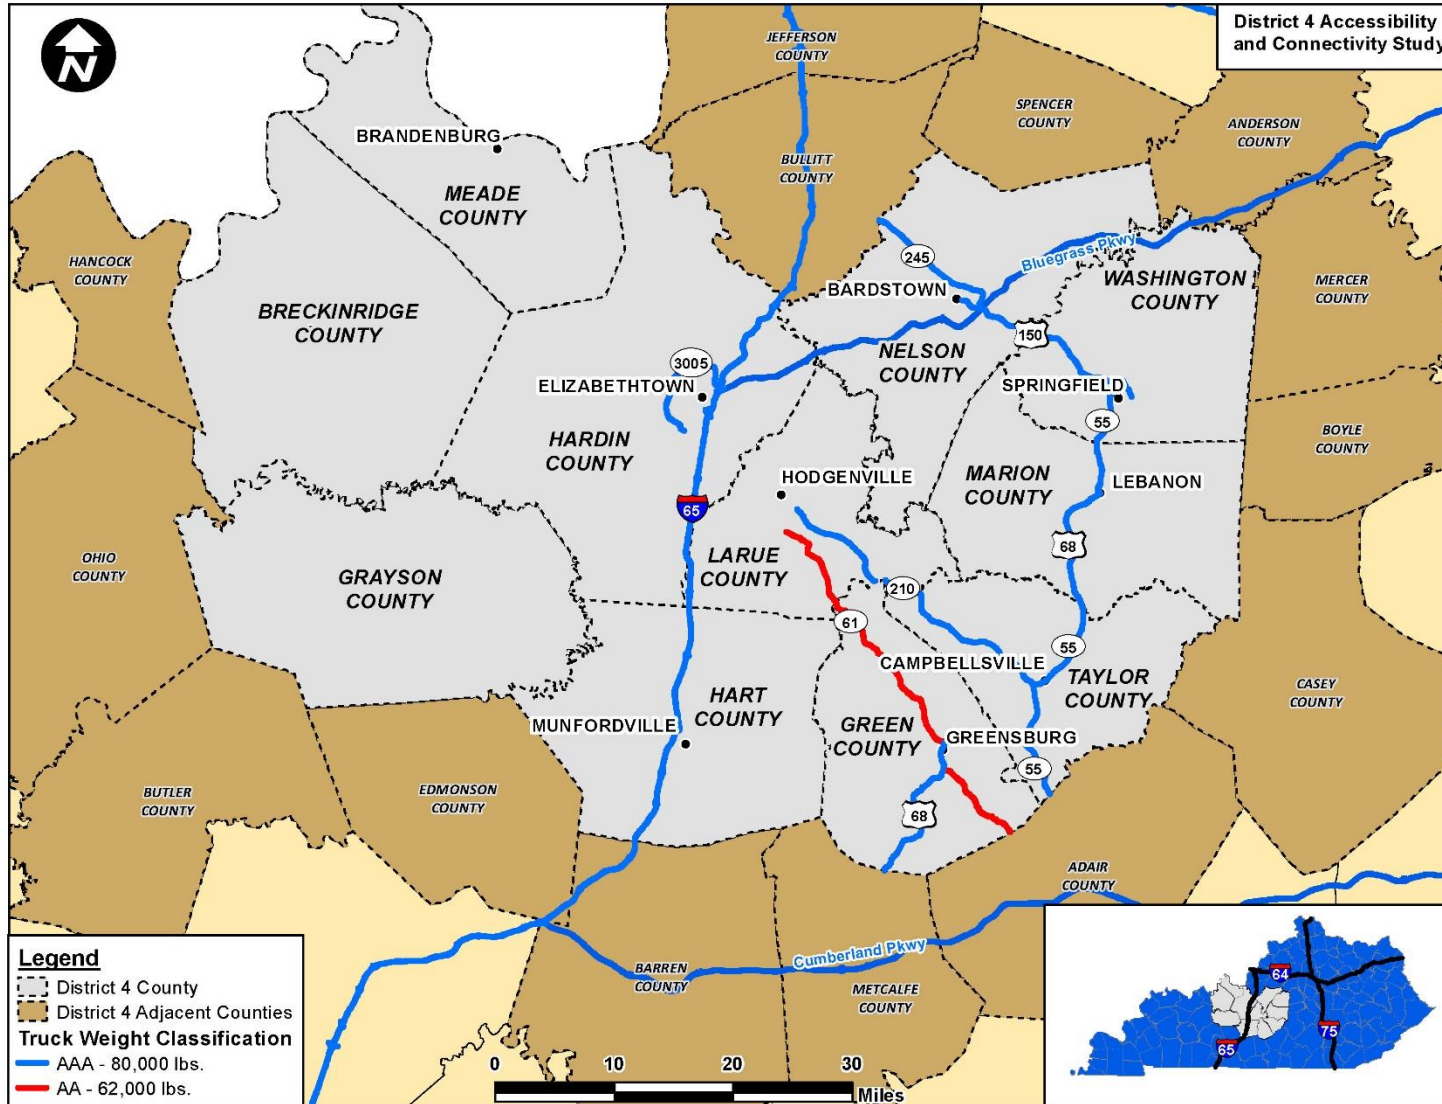 District 4 Accessibility
and Connectivity Study
N
JEFFERSON
COUNTY
SPENCER
COUNTY
ANDERSON
COUNTY
BRANDENBURG
BULLITT
COUNTY
MEADE
COUNTY
HANCOCK
COUNTY
245
Bluegrass Pkwy
WASHINGTON
COUNTY
MERCER
COUNTY
BARDSTOWN
BRECKINRIDGE
COUNTY
150
NELSON
COUNTY
3005
ELIZABETHTOWN
SPRINGFIELD
55
BOYLE
COUNTY
HARDIN
COUNTY
HODGENVILLE
MARION
COUNTY
LEBANON
65
68
OHIO
COUNTY
LARUE
COUNTY
GRAYSON
COUNTY
210
61
55
CAMPBELLSVILLE
TAYLOR
COUNTY
CASEY
COUNTY
HART
COUNTY
MUNFORDVILLE
GREEN
COUNTY
GREENSBURG
55
BUTLER
COUNTY
EDMONSON
COUNTY
68
ADAIR
COUNTY
Cumberland Pkwy
BARREN
COUNTY
METCALFE
COUNTY
Legend
District 4 County
District 4 Adjacent Counties
Truck Weight Classification
AAA - 80,000 lbs.
AA - 62,000 lbs.
0 10 20 30
Miles
64
75
65